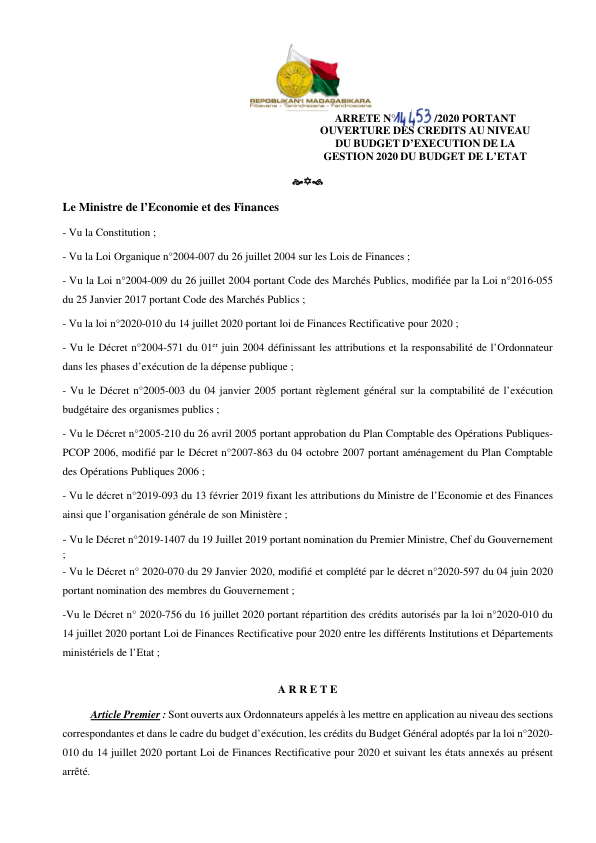 REPOBLIKAN'I MADAGASIKARA
Fitiavana - Tanindrazana - Fandrosoana
ARRETE N°14453/2020 PORTANT
OUVERTURE DES CREDITS AU NIVEAU
DU BUDGET D'EXECUTION DE LA
GESTION 2020 DU BUDGET DE L'ETAT
Le Ministre de l'Economie et des Finances
- Vu la Constitution ;
- Vu la Loi Organique n°2004-007 du 26 juillet 2004 sur les Lois de Finances ;
- Vu la Loi n°2004-009 du 26 juillet 2004 portant Code des Marchés Publics, modifiée par la Loi n°2016-055
du 25 Janvier 2017 portant Code des Marchés Publics ;
- Vu la loi n°2020-010 du 14 juillet 2020 portant loi de Finances Rectificative pour 2020 ;
- Vu le Décret n°2004-571 du 01er juin 2004 définissant les attributions et la responsabilité de l'Ordonnateur
dans les phases d'exécution de la dépense publique ;
- Vu le Décret n°2005-003 du 04 janvier 2005 portant règlement général sur la comptabilité de l'exécution
budgétaire des organismes publics ;
- Vu le Décret n°2005-210 du 26 avril 2005 portant approbation du Plan Comptable des Opérations Publiques-
PCOP 2006, modifié par le Décret n°2007-863 du 04 octobre 2007 portant aménagement du Plan Comptable
des Opérations Publiques 2006 ;
- Vu le décret n°2019-093 du 13 février 2019 fixant les attributions du Ministre de l'Economie et des Finances
ainsi que l'organisation générale de son Ministère ;
- Vu le Décret n°2019-1407 du 19 Juillet 2019 portant nomination du Premier Ministre, Chef du Gouvernement
;
- Vu le Décret n° 2020-070 du 29 Janvier 2020, modifié et complété par le décret n°2020-597 du 04 juin 2020
portant nomination des membres du Gouvernement ;
-Vu le Décret n° 2020-756 du 16 juillet 2020 portant répartition des crédits autorisés par la loi n°2020-010 du
14 juillet 2020 portant Loi de Finances Rectificative pour 2020 entre les différents Institutions et Départements
ministériels de l'Etat ;
A R R E T E
Article Premier : Sont ouverts aux Ordonnateurs appelés à les mettre en application au niveau des sections
correspondantes et dans le cadre du budget d'exécution, les crédits du Budget Général adoptés par la loi n°2020-
010 du 14 juillet 2020 portant Loi de Finances Rectificative pour 2020 et suivant les états annexés au présent
arrêté.